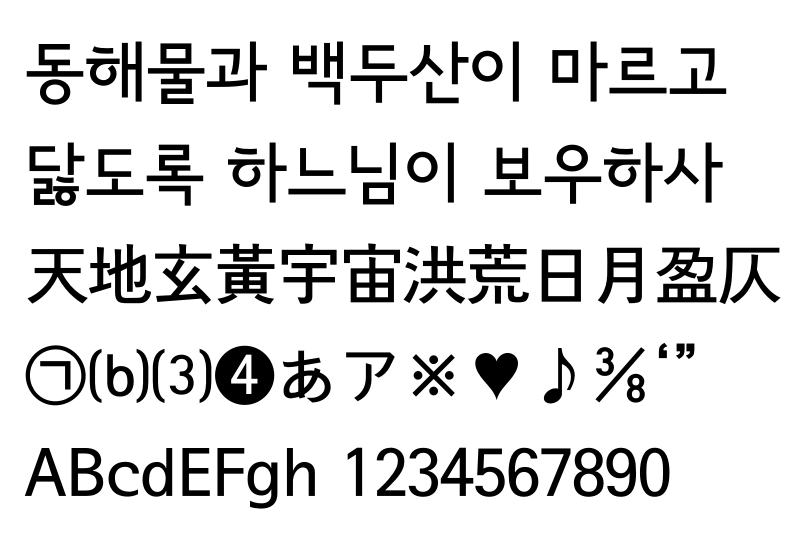 동해물과 백두산이 마르고
닳도록 하느님이 보우하사
天地玄黃宇宙洪荒日月盈仄
㉠⒝⑶❹あア※♥♪⅜‘”
ABcdEFgh 1234567890